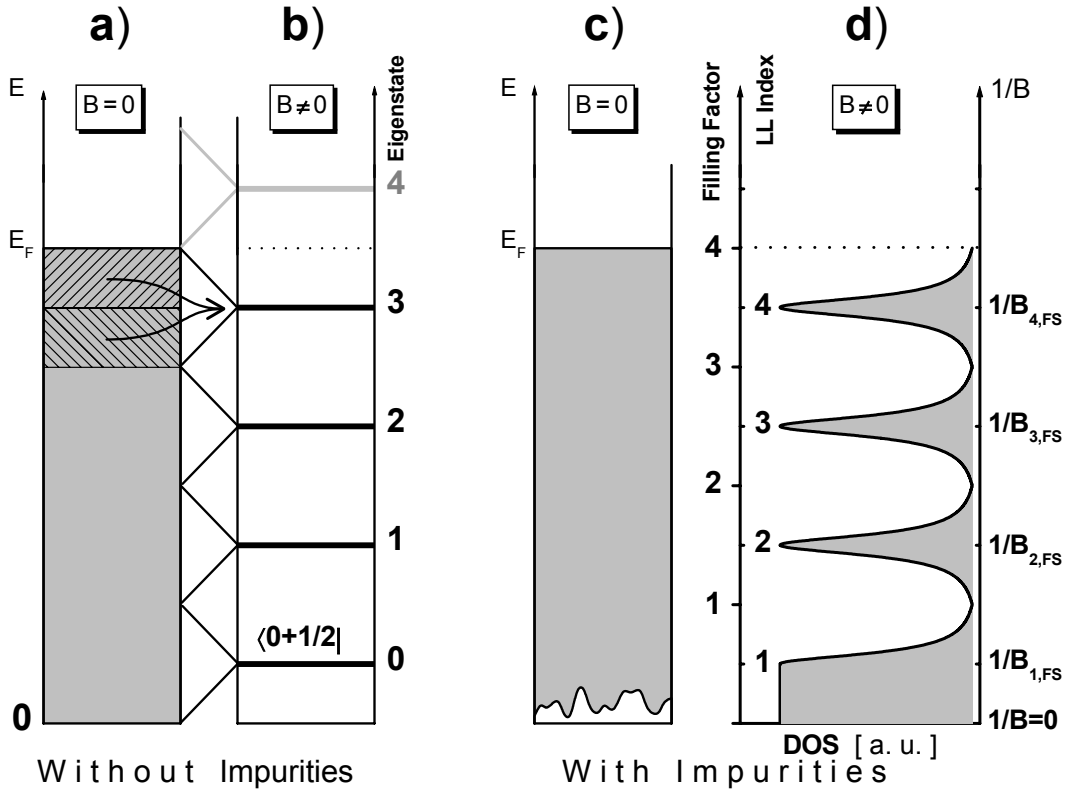 a)
b)
c)
d)
E
B = 0
B ≠ 0
Eigenstate
4
E_F
3
2
1
⟨0+1/2|
0
0
Without Impurities
E
B = 0
E_F
Filling Factor
4
3
2
1
LL Index
4
3
2
1
B ≠ 0
1/B
1/B_4,FS
1/B_3,FS
1/B_2,FS
1/B_1,FS
1/B=0
DOS [ a. u. ]
With Impurities